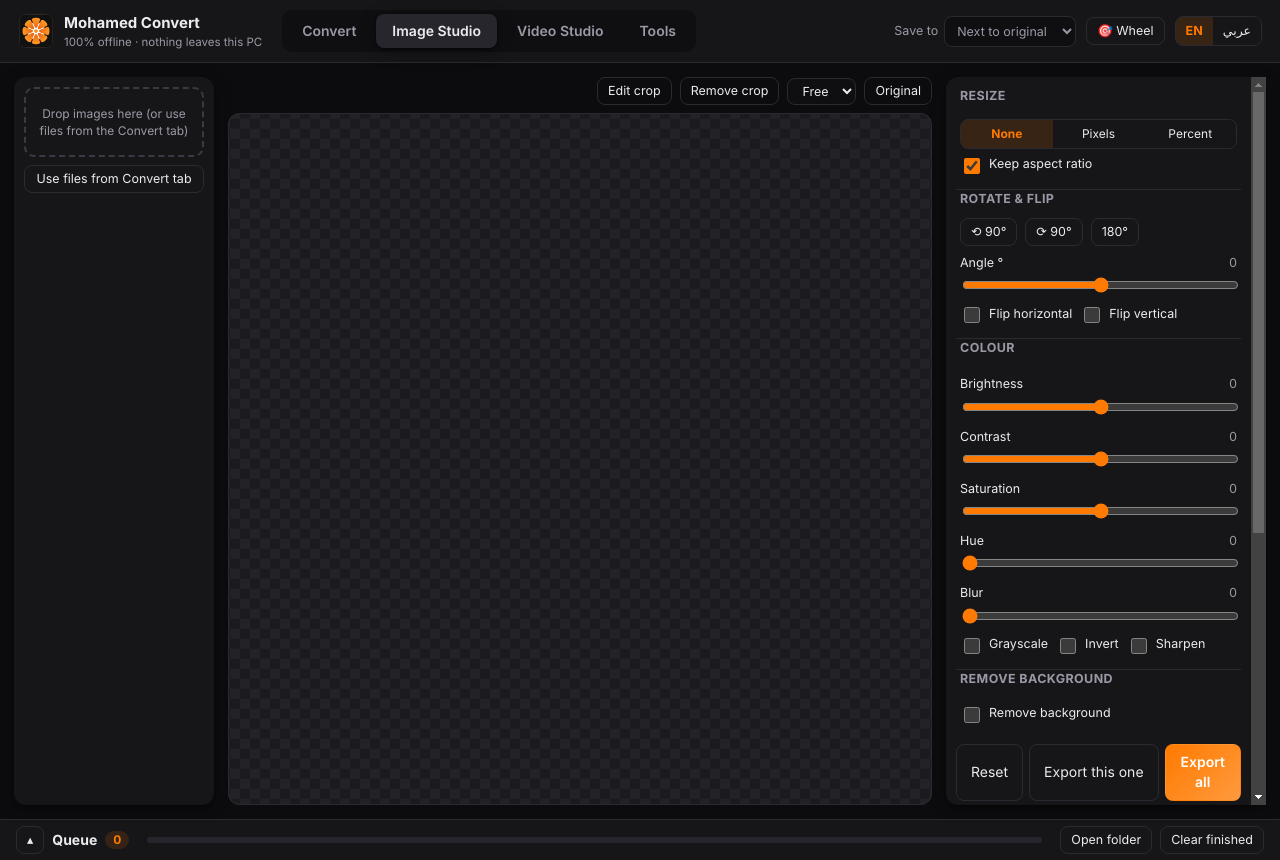 Mohamed Convert
100% offline · nothing leaves this PC
Convert
Image Studio
Video Studio
Tools
Save to
Next to original
🎯 Wheel
EN
عربي
Drop images here (or use
files from the Convert tab)
Use files from Convert tab
Edit crop
Remove crop
Free
Original
RESIZE
None
Pixels
Percent
Keep aspect ratio
ROTATE & FLIP
⟲ 90°
⟳ 90°
180°
Angle °
0
Flip horizontal
Flip vertical
COLOUR
Brightness
0
Contrast
0
Saturation
0
Hue
0
Blur
0
Grayscale
Invert
Sharpen
REMOVE BACKGROUND
Remove background
Reset
Export this one
Export
all
▲
Queue
0
Open folder
Clear finished